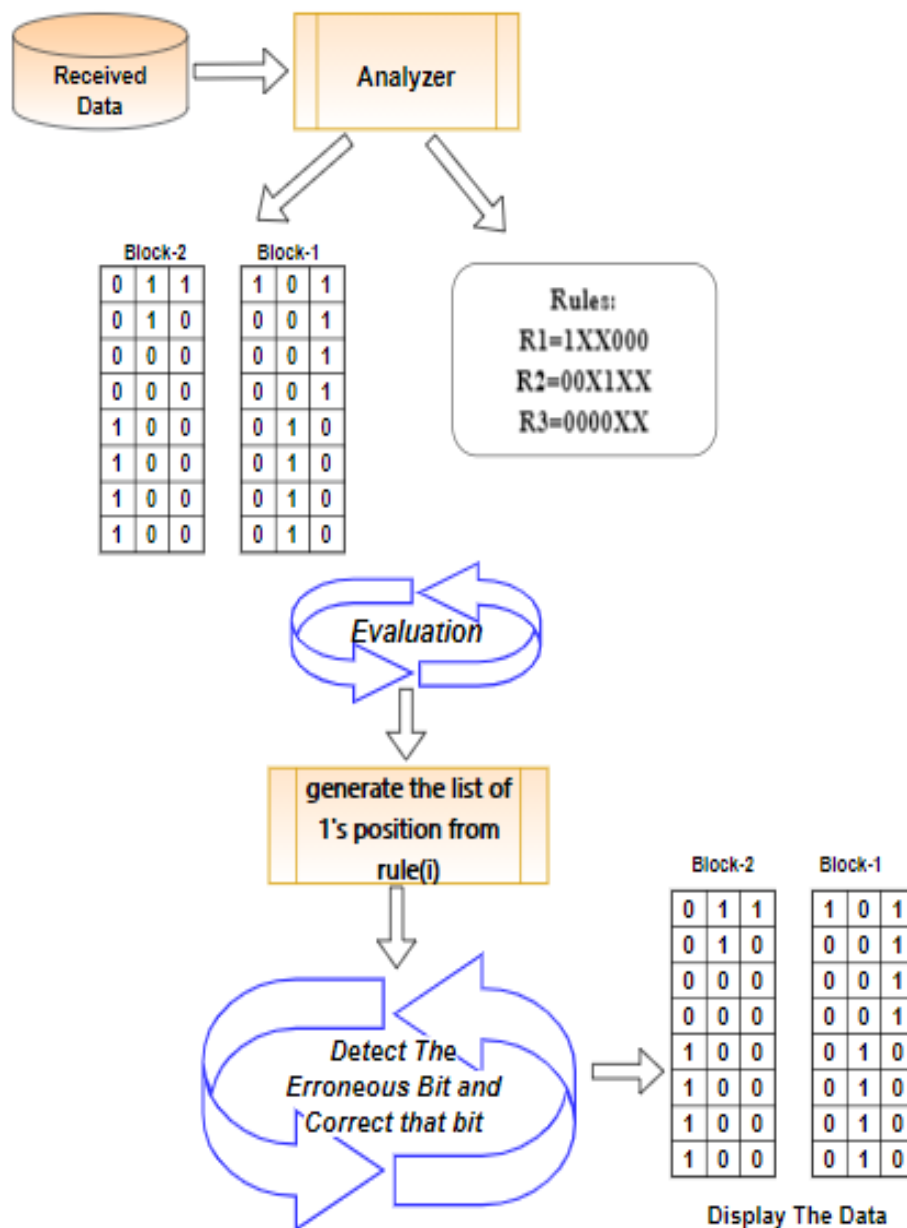 Received
Data
Analyzer
Block-2 Block-1
0 1 1 1 0 1
0 1 0 0 0 1
0 0 0 0 0 1
0 0 0 0 0 1
1 0 0 0 1 0
1 0 0 0 1 0
1 0 0 0 1 0
1 0 0 0 1 0
Rules:
R1=1XX000
R2=00X1XX
R3=0000XX
Evaluation
generate the list of
1's position from
rule(i)
Detect The
Erroneous Bit and
Correct that bit
Block-2 Block-1
0 1 1 1 0 1
0 1 0 0 0 1
0 0 0 0 0 1
0 0 0 0 0 1
1 0 0 0 1 0
1 0 0 0 1 0
1 0 0 0 1 0
1 0 0 0 1 0
Display The Data